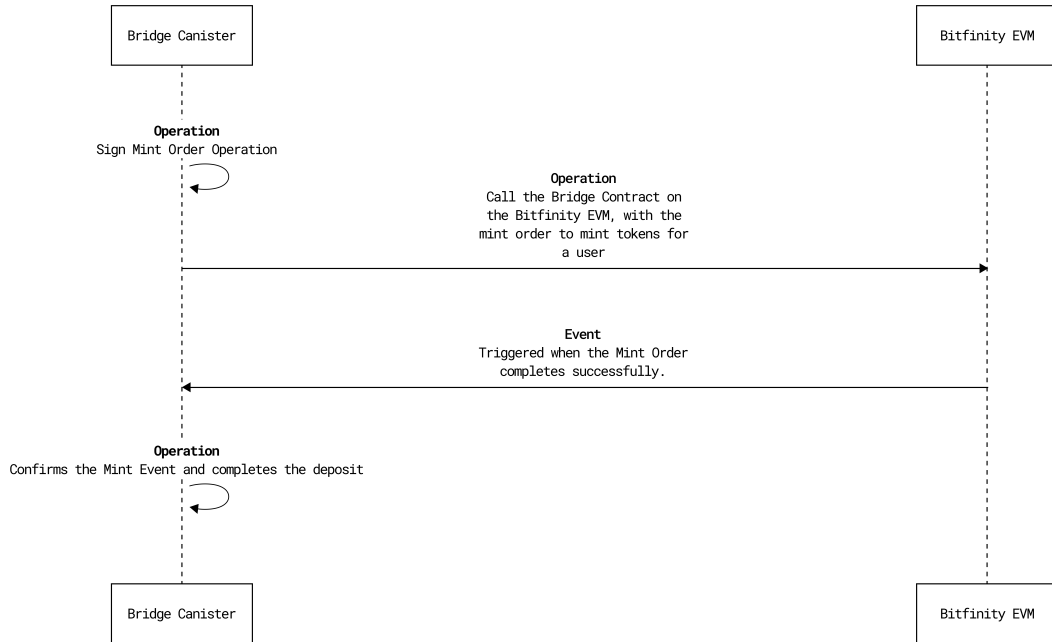 Bridge Canister
Bitfinity EVM
Operation
Sign Mint Order Operation
Operation
Call the Bridge Contract on
the Bitfinity EVM, with the
mint order to mint tokens for
a user
Event
Triggered when the Mint Order
completes successfully.
Operation
Confirms the Mint Event and completes the deposit
Bridge Canister
Bitfinity EVM